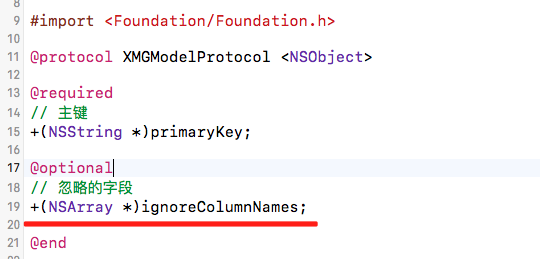 8
9 #import <Foundation/Foundation.h>
10
11 @protocol XMGModelProtocol <NSObject>
12
13 @required
14 // 主键
15 +(NSString *)primaryKey;
16
17 @optional
18 // 忽略的字段
19 +(NSArray *)ignoreColumnNames;
20
21 @end